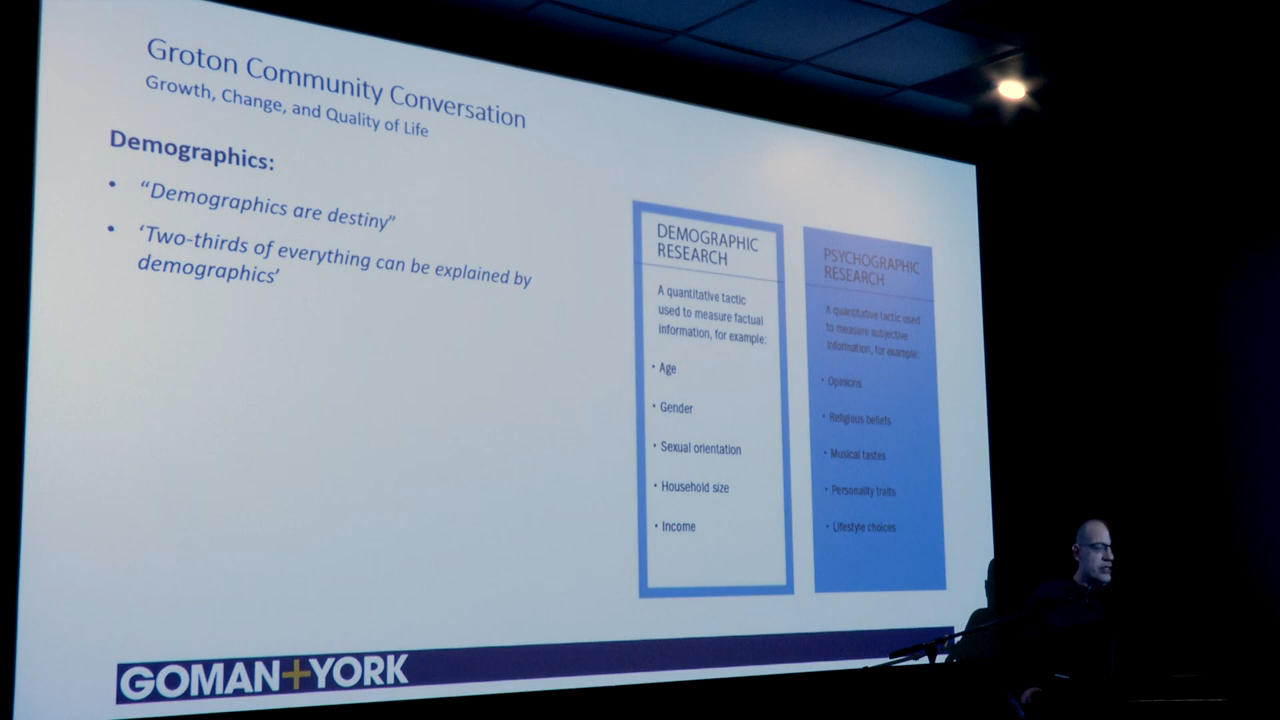 Groton Community Conversation
Growth, Change, and Quality of Life
Demographics:
• “Demographics are destiny”
• ‘Two-thirds of everything can be explained by
demographics’
DEMOGRAPHIC
RESEARCH
A quantitative tactic
used to measure factual
information, for example:
• Age
• Gender
• Sexual orientation
• Household size
• Income
PSYCHOGRAPHIC
RESEARCH
A quantitative tactic used
to measure subjective
information, for example:
• Opinions
• Religious beliefs
• Musical tastes
• Personality traits
• Lifestyle choices
GOMAN+YORK